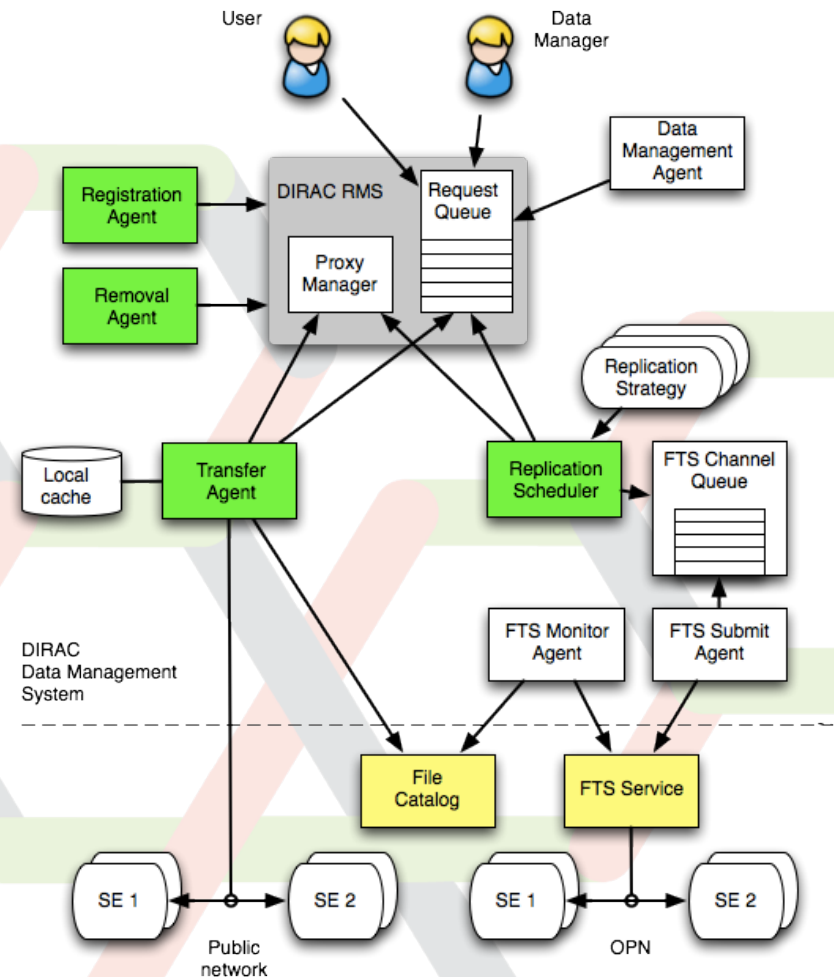 User
Data
Manager
Data
Management
Agent
Registration
Agent
DIRAC RMS
Request
Queue
Proxy
Manager
Removal
Agent
Replication
Strategy
Local
cache
Transfer
Agent
Replication
Scheduler
FTS Channel
Queue
FTS Monitor
Agent
FTS Submit
Agent
DIRAC
Data Management
System
File
Catalog
FTS Service
SE 1
SE 2
SE 1
SE 2
Public
network
OPN